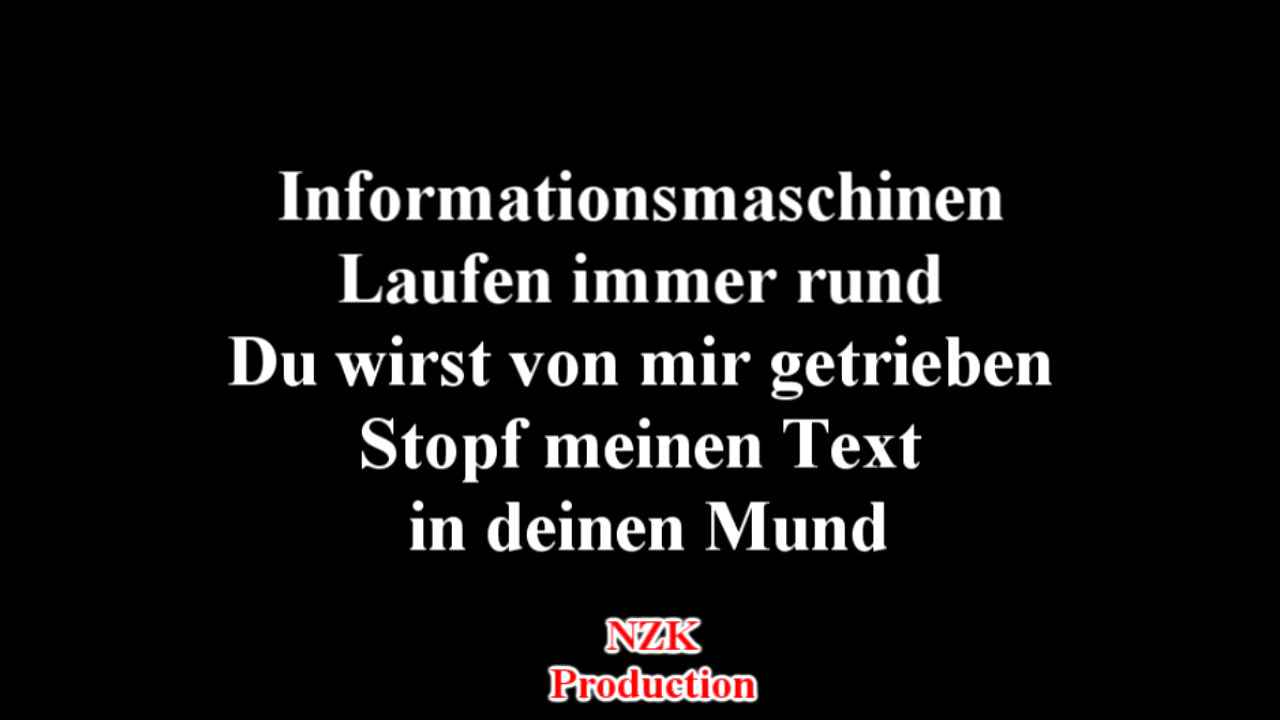 Informationsmaschinen
Laufen immer rund
Du wirst von mir getrieben
Stopf meinen Text
in deinen Mund
NZK
Production